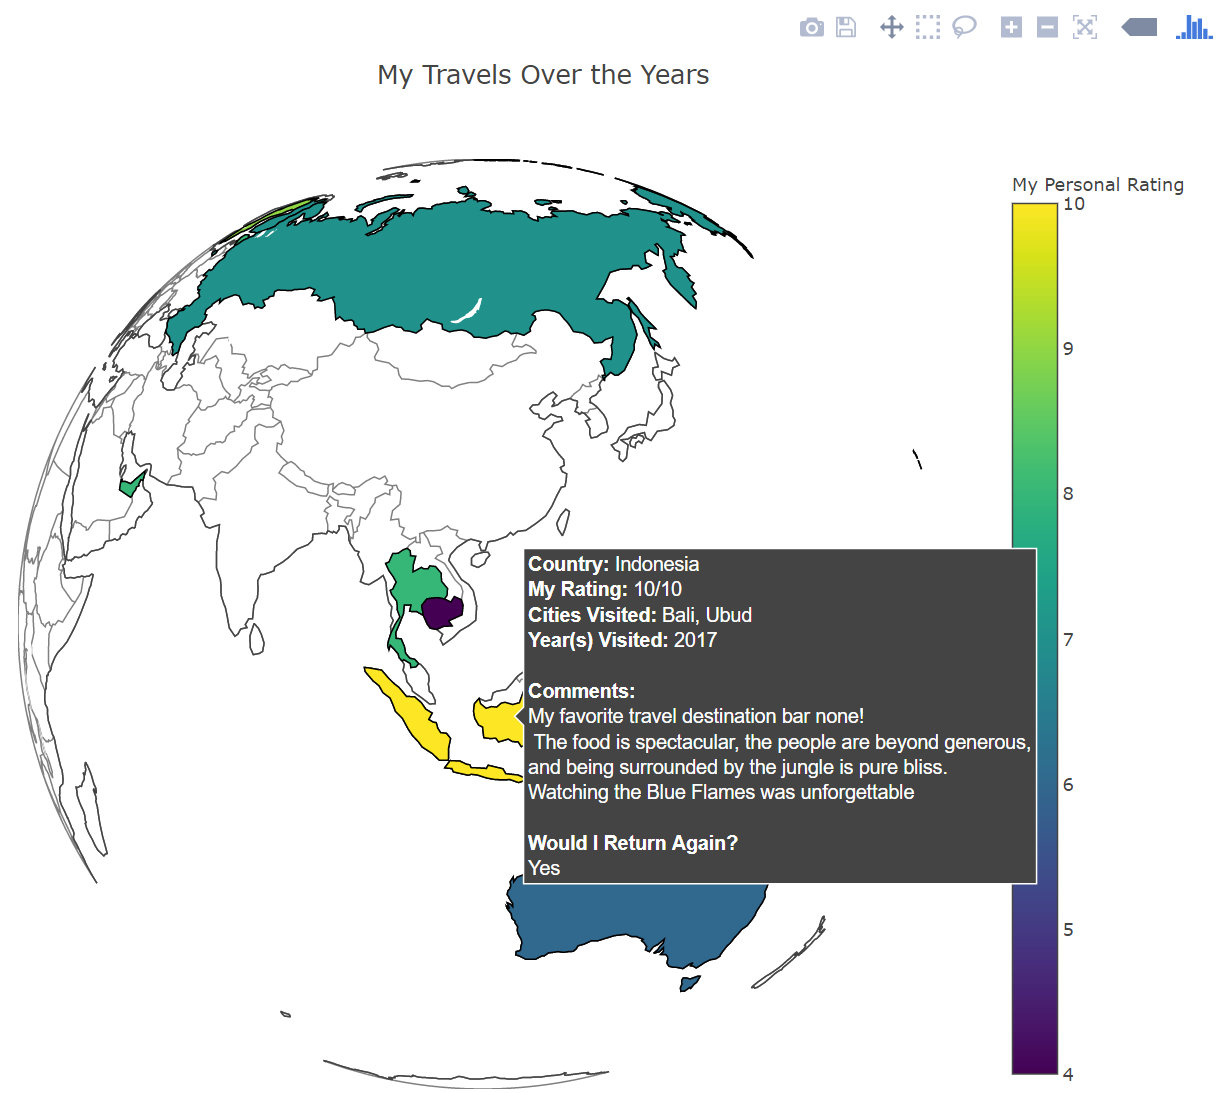 My Travels Over the Years
My Personal Rating
10
9
8
7
6
5
4
Country: Indonesia
My Rating: 10/10
Cities Visited: Bali, Ubud
Year(s) Visited: 2017
Comments:
My favorite travel destination bar none!
The food is spectacular, the people are beyond generous,
and being surrounded by the jungle is pure bliss.
Watching the Blue Flames was unforgettable
Would I Return Again?
Yes